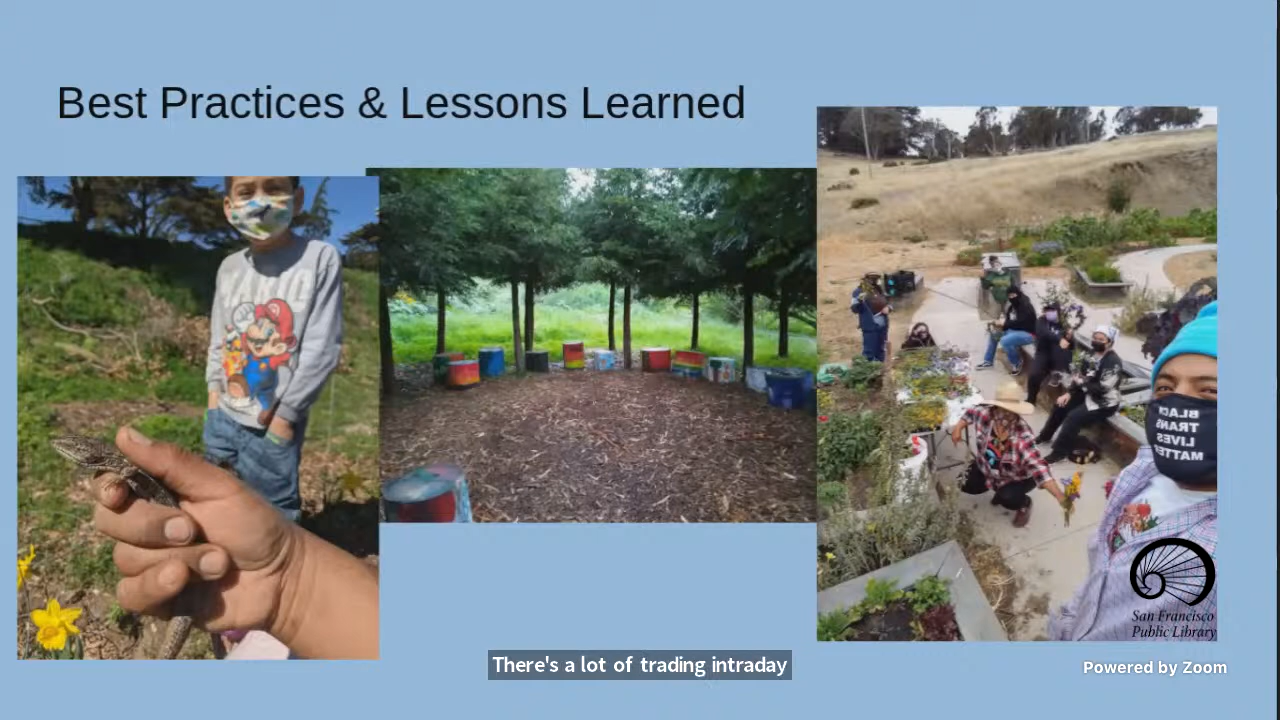 Best Practices & Lessons Learned
BLACK
TRANS
LIVES
MATTER
San Francisco
Public Library
There's a lot of trading intraday
Powered by Zoom